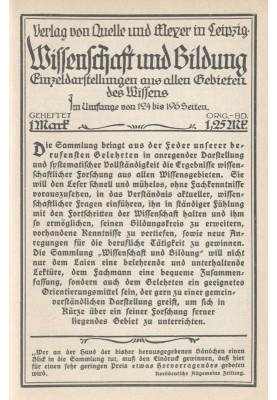 Verlag von Quelle und Meyer in Leipzig
Wissenschaft und Bildung
Einzeldarstellungen aus allen Gebieten
des Wissens
Im Umfange von 124 bis 196 Seiten.
GEHEFTET ORIG.-BD.
1 Mark 1,25 Mk.
Die Sammlung bringt aus der Feder unserer be-
rufensten Gelehrten in anregender Darstellung
und systematischer Vollständigkeit die Ergebnisse wissen-
schaftlicher Forschung aus allen Wissensgebieten. Sie
will den Leser schnell und mühelos, ohne Fachkenntnisse
vorauszusehen, in das Verständnis aktueller, wissen-
schaftlicher Fragen einführen, ihn in ständiger Fühlung
mit den Fortschritten der Wissenschaft halten und ihm
so ermöglichen, seinen Bildungskreis zu erweitern,
vorhandene Kenntnisse zu vertiefen, sowie neue An-
regungen für die berufliche Tätigkeit zu gewinnen.
Die Sammlung „Wissenschaft und Bildung" will nicht
nur dem Laien eine belehrende und unterhaltende
Lektüre, dem Fachmann eine bequeme Zusammen-
fassung, sondern auch dem Gelehrten ein geeignetes
Orientierungsmittel sein, der gern zu einer gemein-
verständlichen Darstellung greift, um sich in
Kürze über ein seiner Forschung ferner
liegendes Gebiet zu unterrichten.
„Wer an der Hand der bisher herausgegebenen Bändchen einen
Blick in die Sammlung tut, muß den Eindruck gewinnen, daß hier
für einen sehr geringen Preis etwas Hervorragendes geboten
wird. Norddeutsche Allgemeine Zeitung.